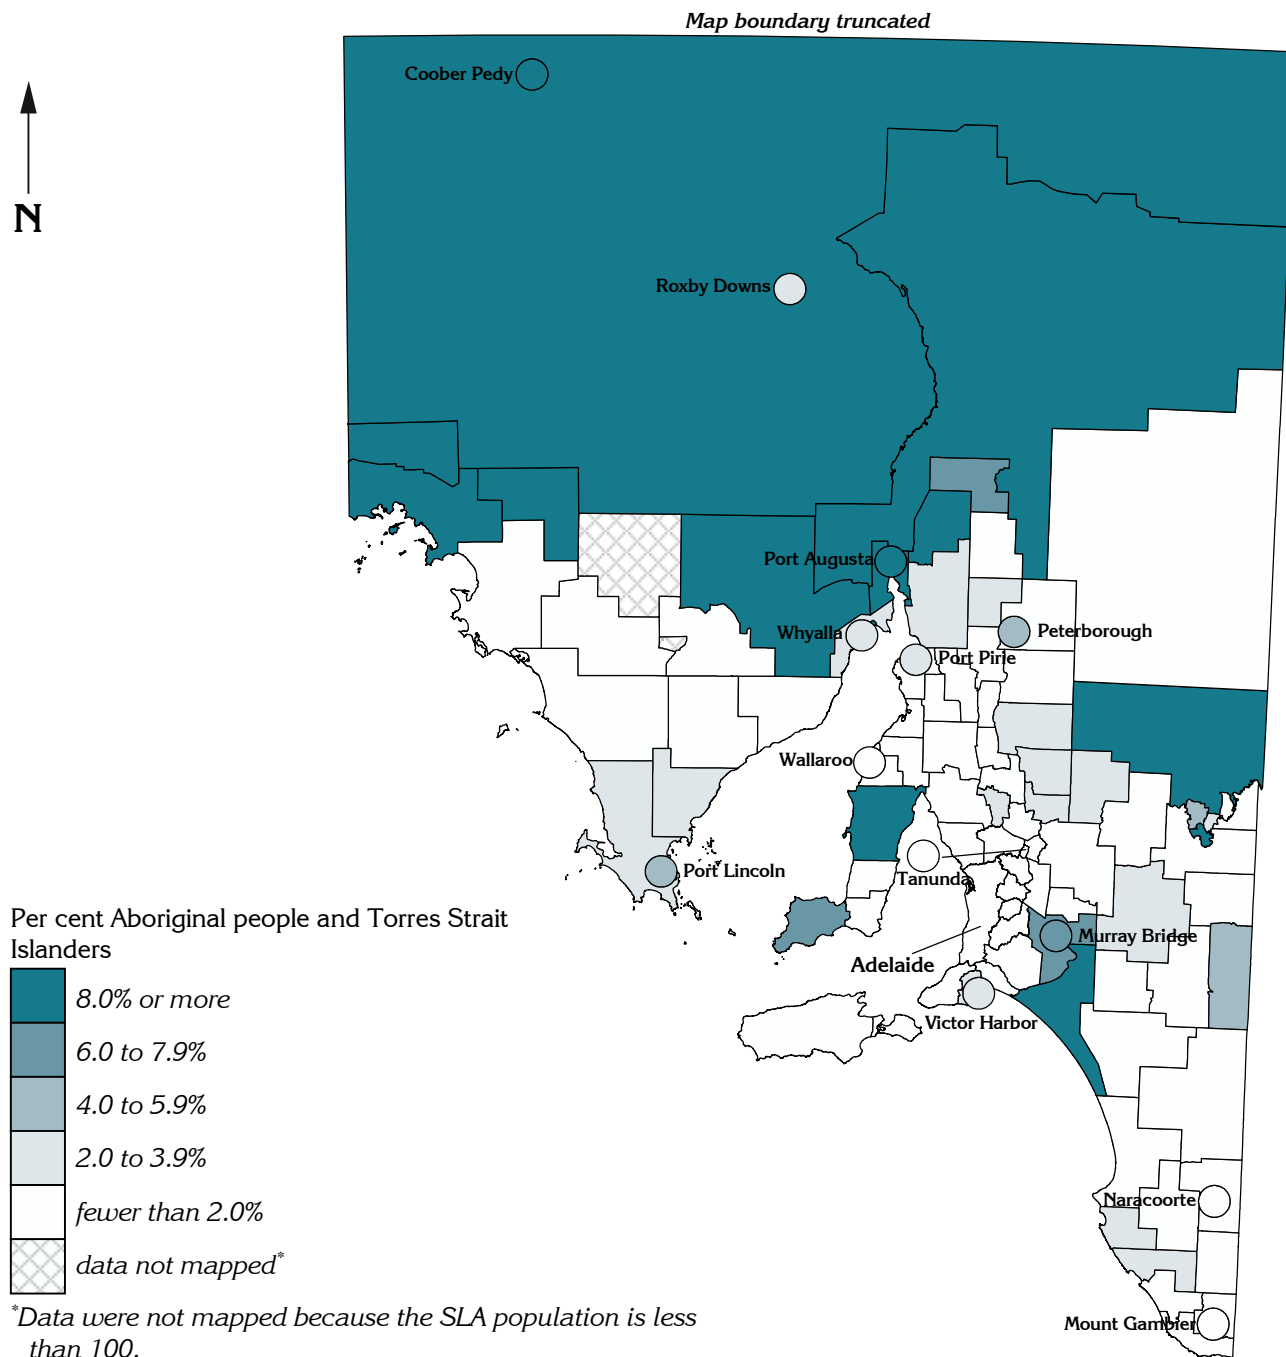 Map boundary truncated
Coober Pedy
N
Roxby Downs
Port Augusta
Whyalla
Peterborough
Port Pirie
Wallaroo
Port Lincoln
Tanunda
Murray Bridge
Adelaide
Victor Harbor
Naracoorte
Mount Gambier
Per cent Aboriginal people and Torres Strait
Islanders
8.0% or more
6.0 to 7.9%
4.0 to 5.9%
2.0 to 3.9%
fewer than 2.0%
data not mapped*
*Data were not mapped because the SLA population is less
than 100.